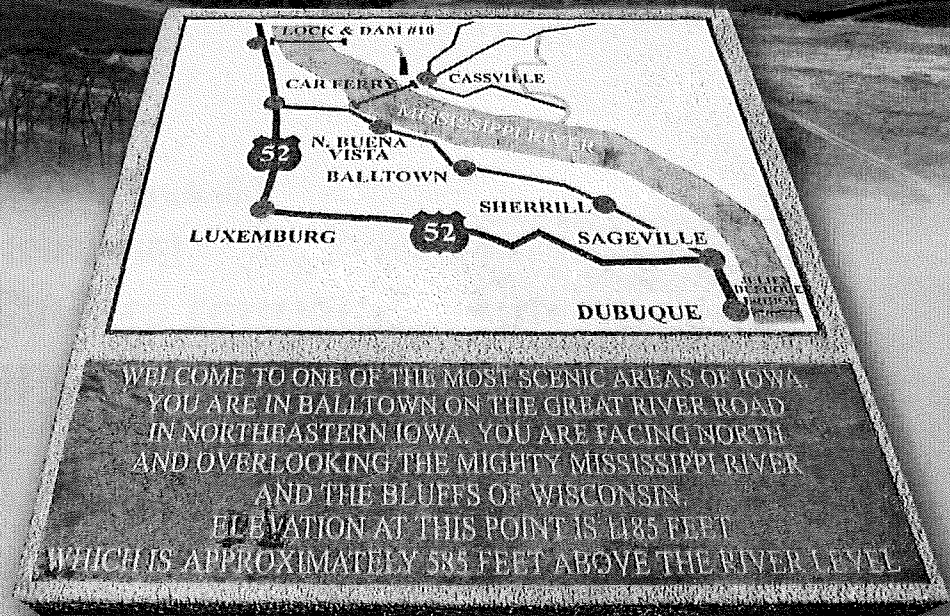 LOCK & DAM #10
CAR FERRY
CASSVILLE
MISSISSIPPI RIVER
52
N. BUENA
VISTA
BALLTOWN
SHERRILL
52
LUXEMBURG
SAGEVILLE
JULIEN
DUBUQUE
BRIDGE
DUBUQUE
WELCOME TO ONE OF THE MOST SCENIC AREAS OF IOWA.
YOU ARE IN BALLTOWN ON THE GREAT RIVER ROAD
IN NORTHEASTERN IOWA. YOU ARE FACING NORTH
AND OVERLOOKING THE MIGHTY MISSISSIPPI RIVER
AND THE BLUFFS OF WISCONSIN.
ELEVATION AT THIS POINT IS 1185 FEET
WHICH IS APPROXIMATELY 585 FEET ABOVE THE RIVER LEVEL